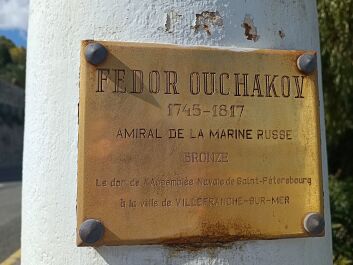 FEDOR OUCHAKOV
1745-1817
AMIRAL DE LA MARINE RUSSE
BRONZE
Le don de l'Assemblée Navale de Saint-Pétersbourg
à la ville de VILLEFRANCHE-SUR-MER